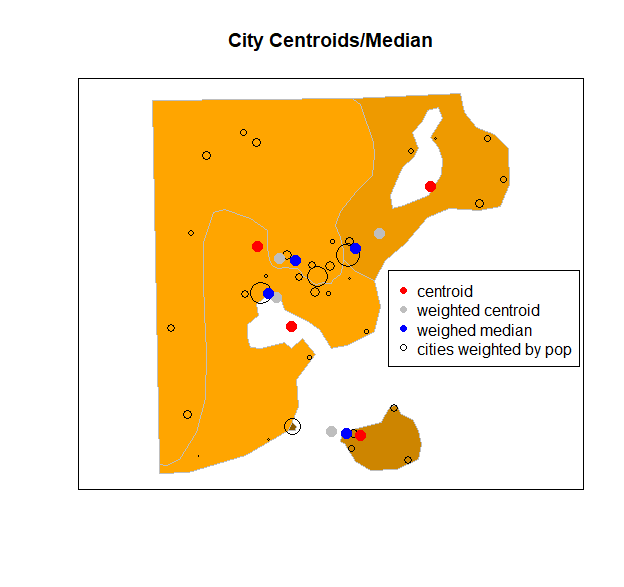 City Centroids/Median
centroid
weighted centroid
weighed median
cities weighted by pop